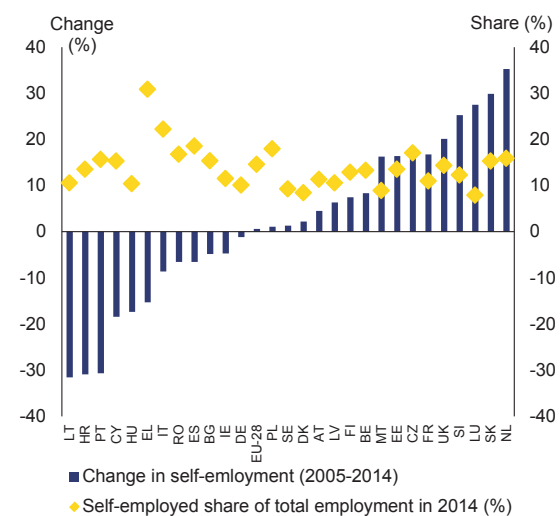 Change
(%)
Share (%)
40
30
20
10
0
-10
-20
-30
-40
40
30
20
10
0
-10
-20
-30
-40
LT
HR
PT
CY
HU
EL
IT
RO
ES
BG
IE
DE
EU-28
PL
SE
DK
AT
LV
FI
BE
MT
EE
CZ
FR
UK
SI
LU
SK
NL
Change in self-emloyment (2005-2014)
Self-employed share of total employment in 2014 (%)